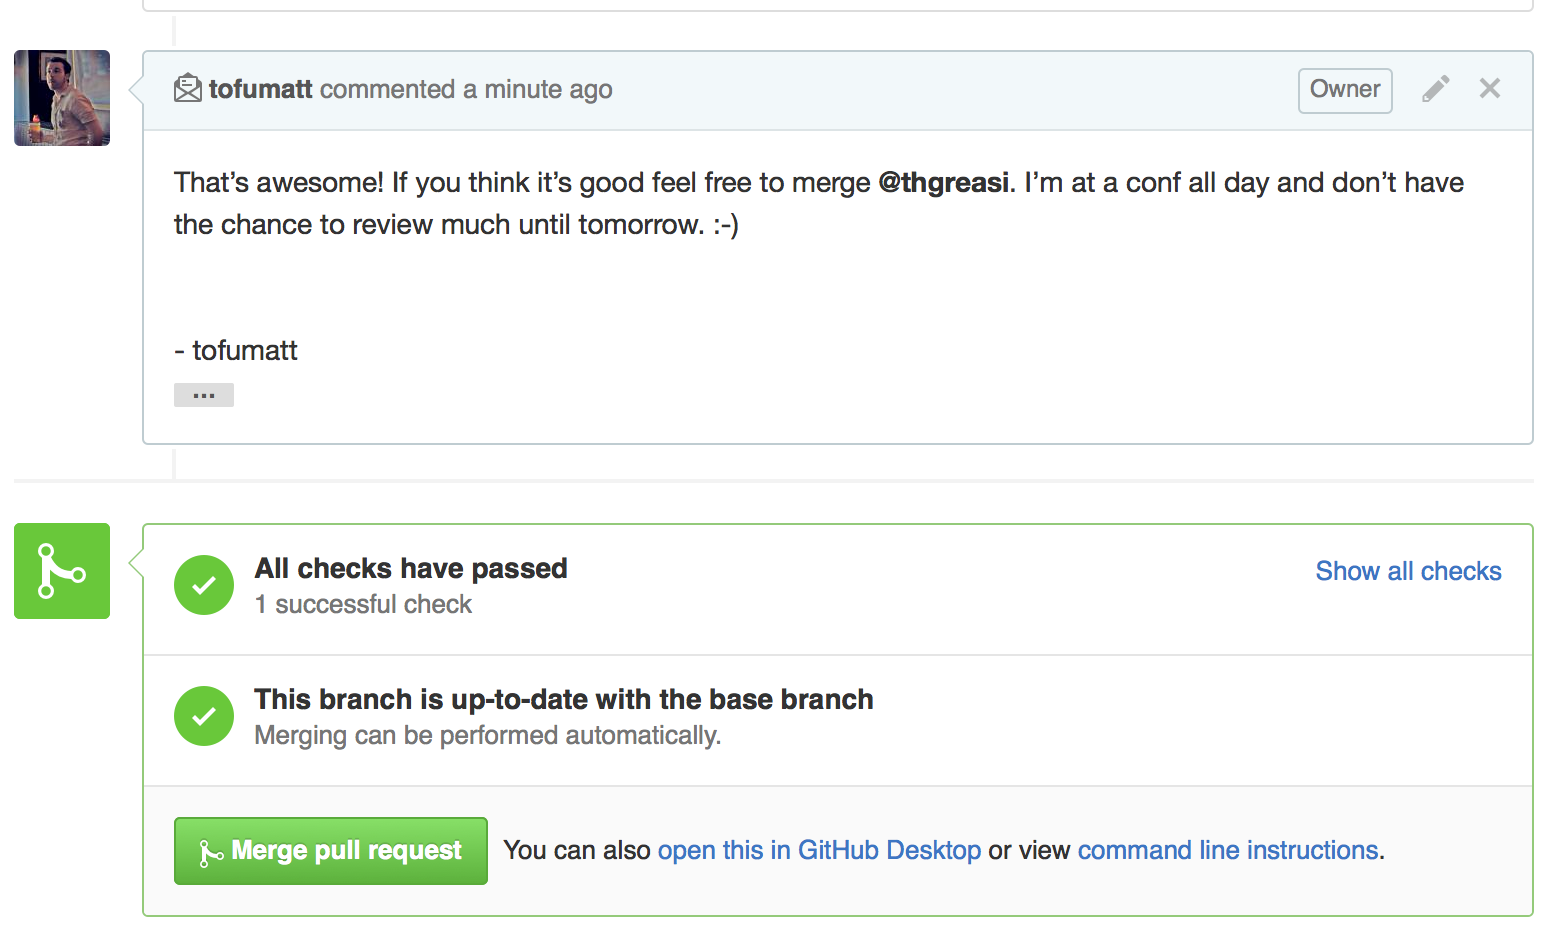 tofumatt commented a minute ago
Owner
That’s awesome! If you think it’s good feel free to merge @thgreasi. I’m at a conf all day and don’t have
the chance to review much until tomorrow. :-)
- tofumatt
...
All checks have passed
1 successful check
Show all checks
This branch is up-to-date with the base branch
Merging can be performed automatically.
Merge pull request
You can also open this in GitHub Desktop or view command line instructions.